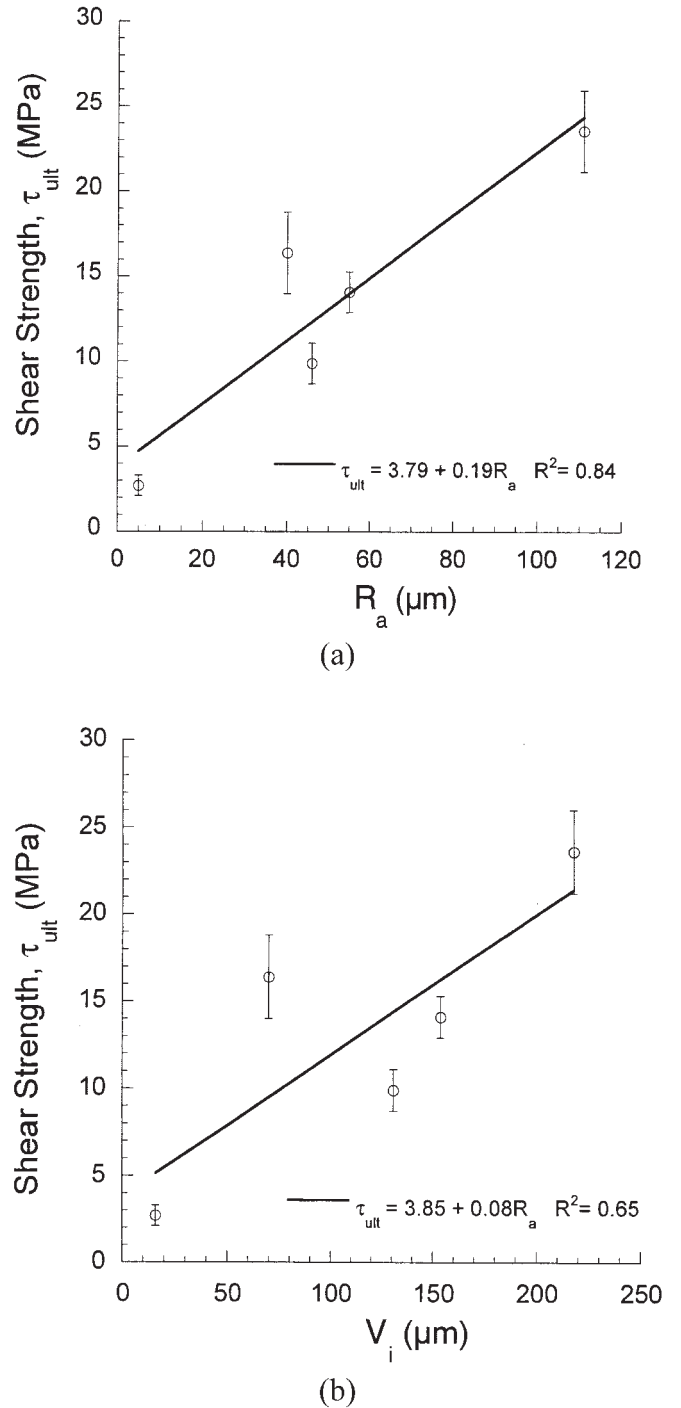 30
25
20
15
10
5
0
Shear Strength, τult (MPa)
τult = 3.79 + 0.19Ra R²= 0.84
0 20 40 60 80 100 120
Ra (µm)
(a)
30
25
20
15
10
5
0
Shear Strength, τult (MPa)
τult = 3.85 + 0.08Ra R²= 0.65
0 50 100 150 200 250
Vi (µm)
(b)